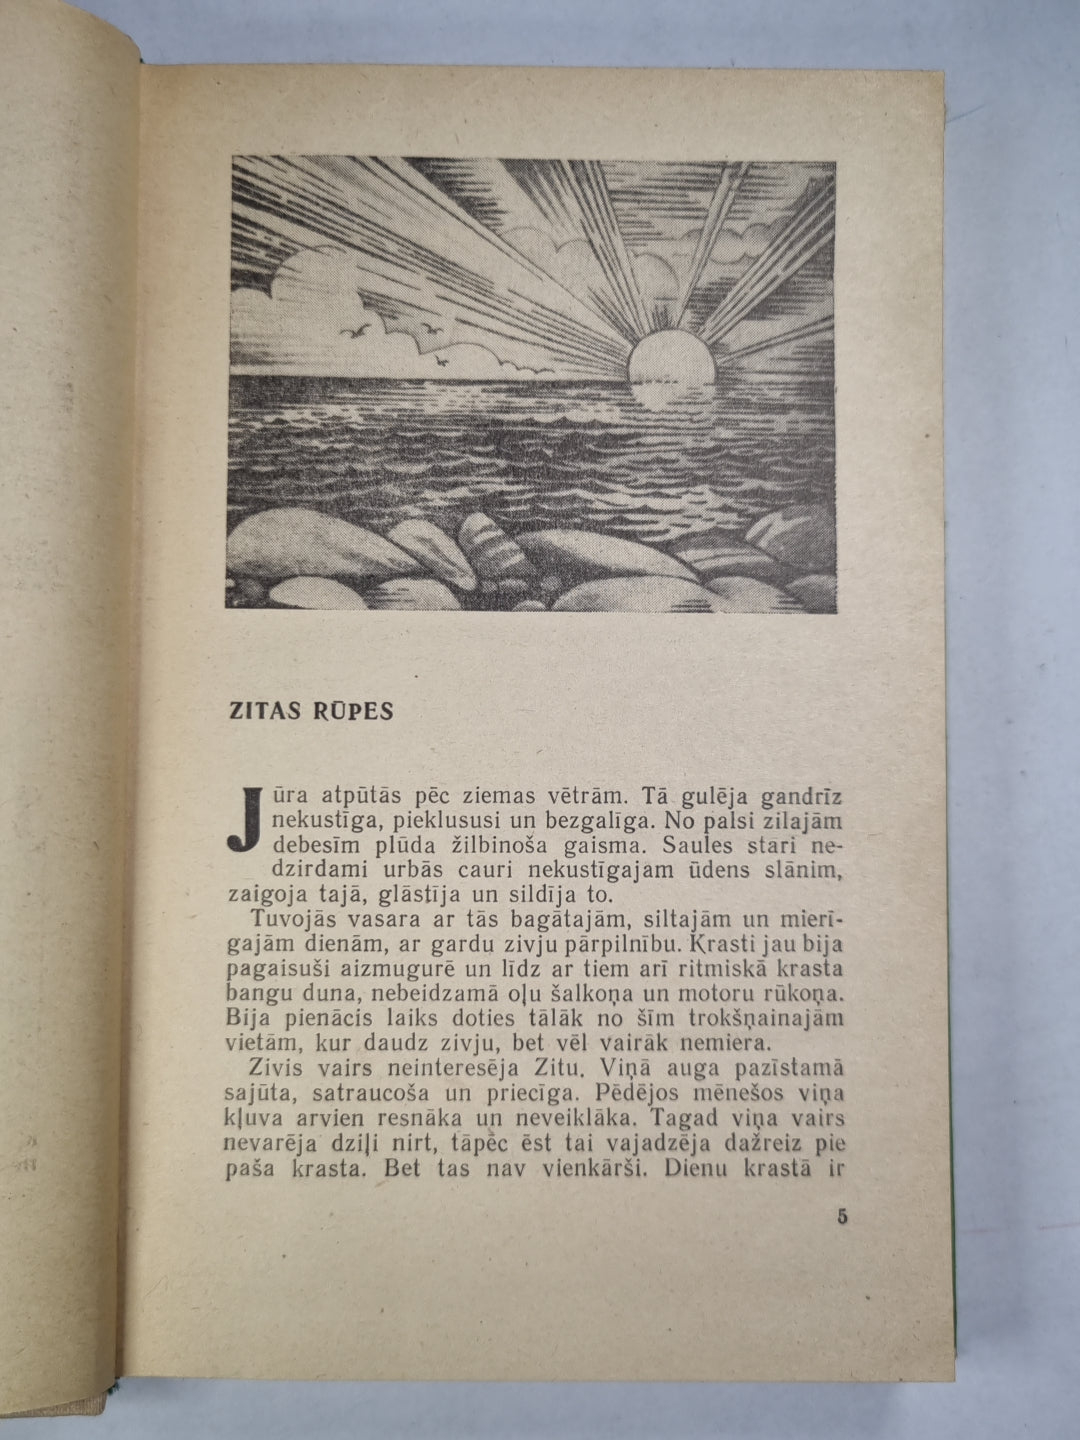 ZITAS RŪPES
Jūra atpūtās pēc ziemas vētrām. Tā gulēja gandrīz
nekustīga, pieklususi un bezgalīga. No palsi zilajām
debesīm plūda žilbinoša gaisma. Saules stari ne-
dzirdami urbās cauri nekustīgajam ūdens slānim,
zaigoja tajā, glāstīja un sildīja to.
Tuvojās vasara ar tās bagātajām, siltajām un mierī-
gajām dienām, ar gardu zivju pārpilnību. Krasti jau bija
pagaisuši aizmugurē un līdz ar tiem arī ritmiskā krasta
bangu duna, nebeidzamā oļu šalkoņa un motoru rūkoņa.
Bija pienācis laiks doties tālāk no šīm trokšņainajām
vietām, kur daudz zivju, bet vēl vairāk nemiera.
Zivis vairs neinteresēja Zitu. Viņā auga pazīstamā
sajūta, satraucoša un priecīga. Pēdējos mēnešos viņa
kļuva arvien resnāka un neveiklāka. Tagad viņa vairs
nevarēja dziļi nirt, tāpēc ēst tai vajadzēja dažreiz pie
paša krasta. Bet tas nav vienkārši. Dienu krastā ir
5